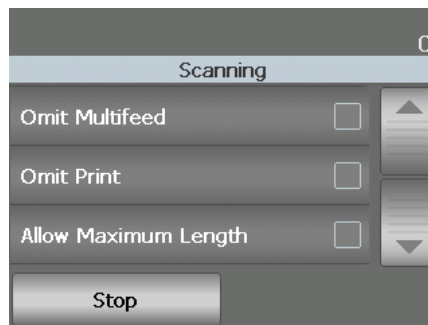 Scanning
Omit Multifeed
Omit Print
Allow Maximum Length
Stop